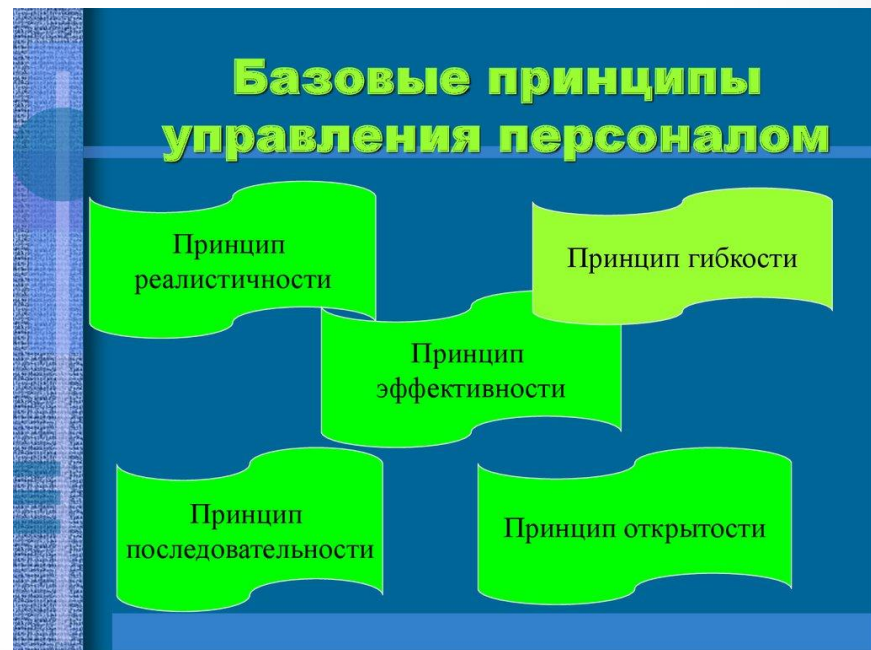 Базовые принципы
управления персоналом
Принцип
реалистичности
Принцип гибкости
Принцип
эффективности
Принцип
последовательности
Принцип открытости